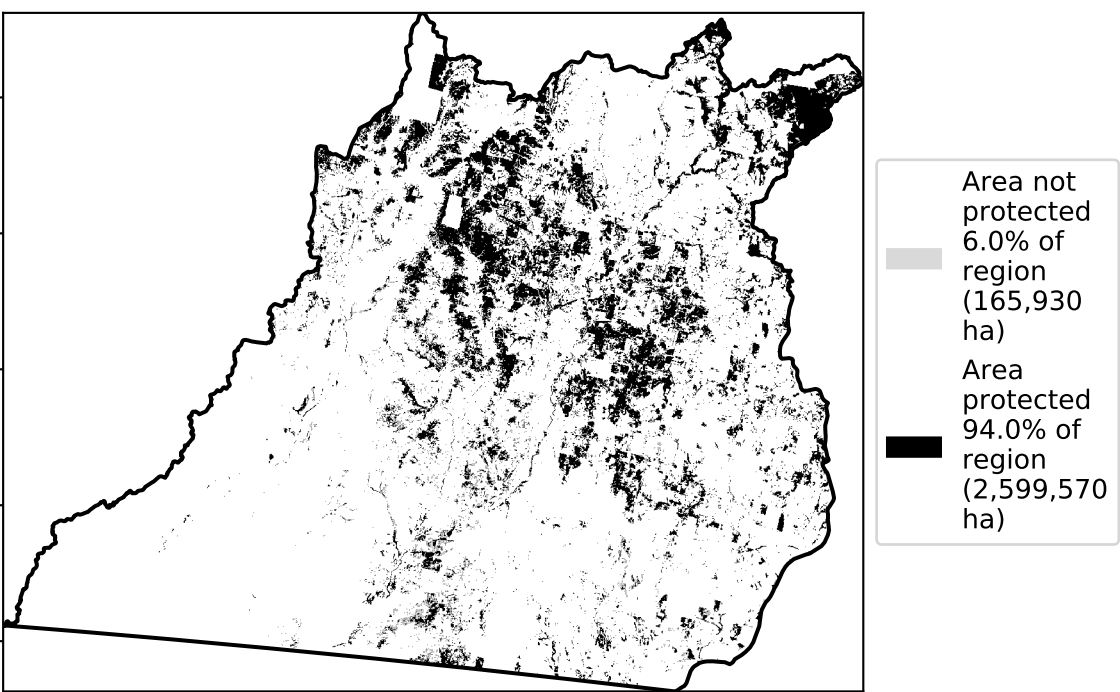 Area not
protected
6.0% of
region
(165,930
ha)
Area
protected
94.0% of
region
(2,599,570
ha)